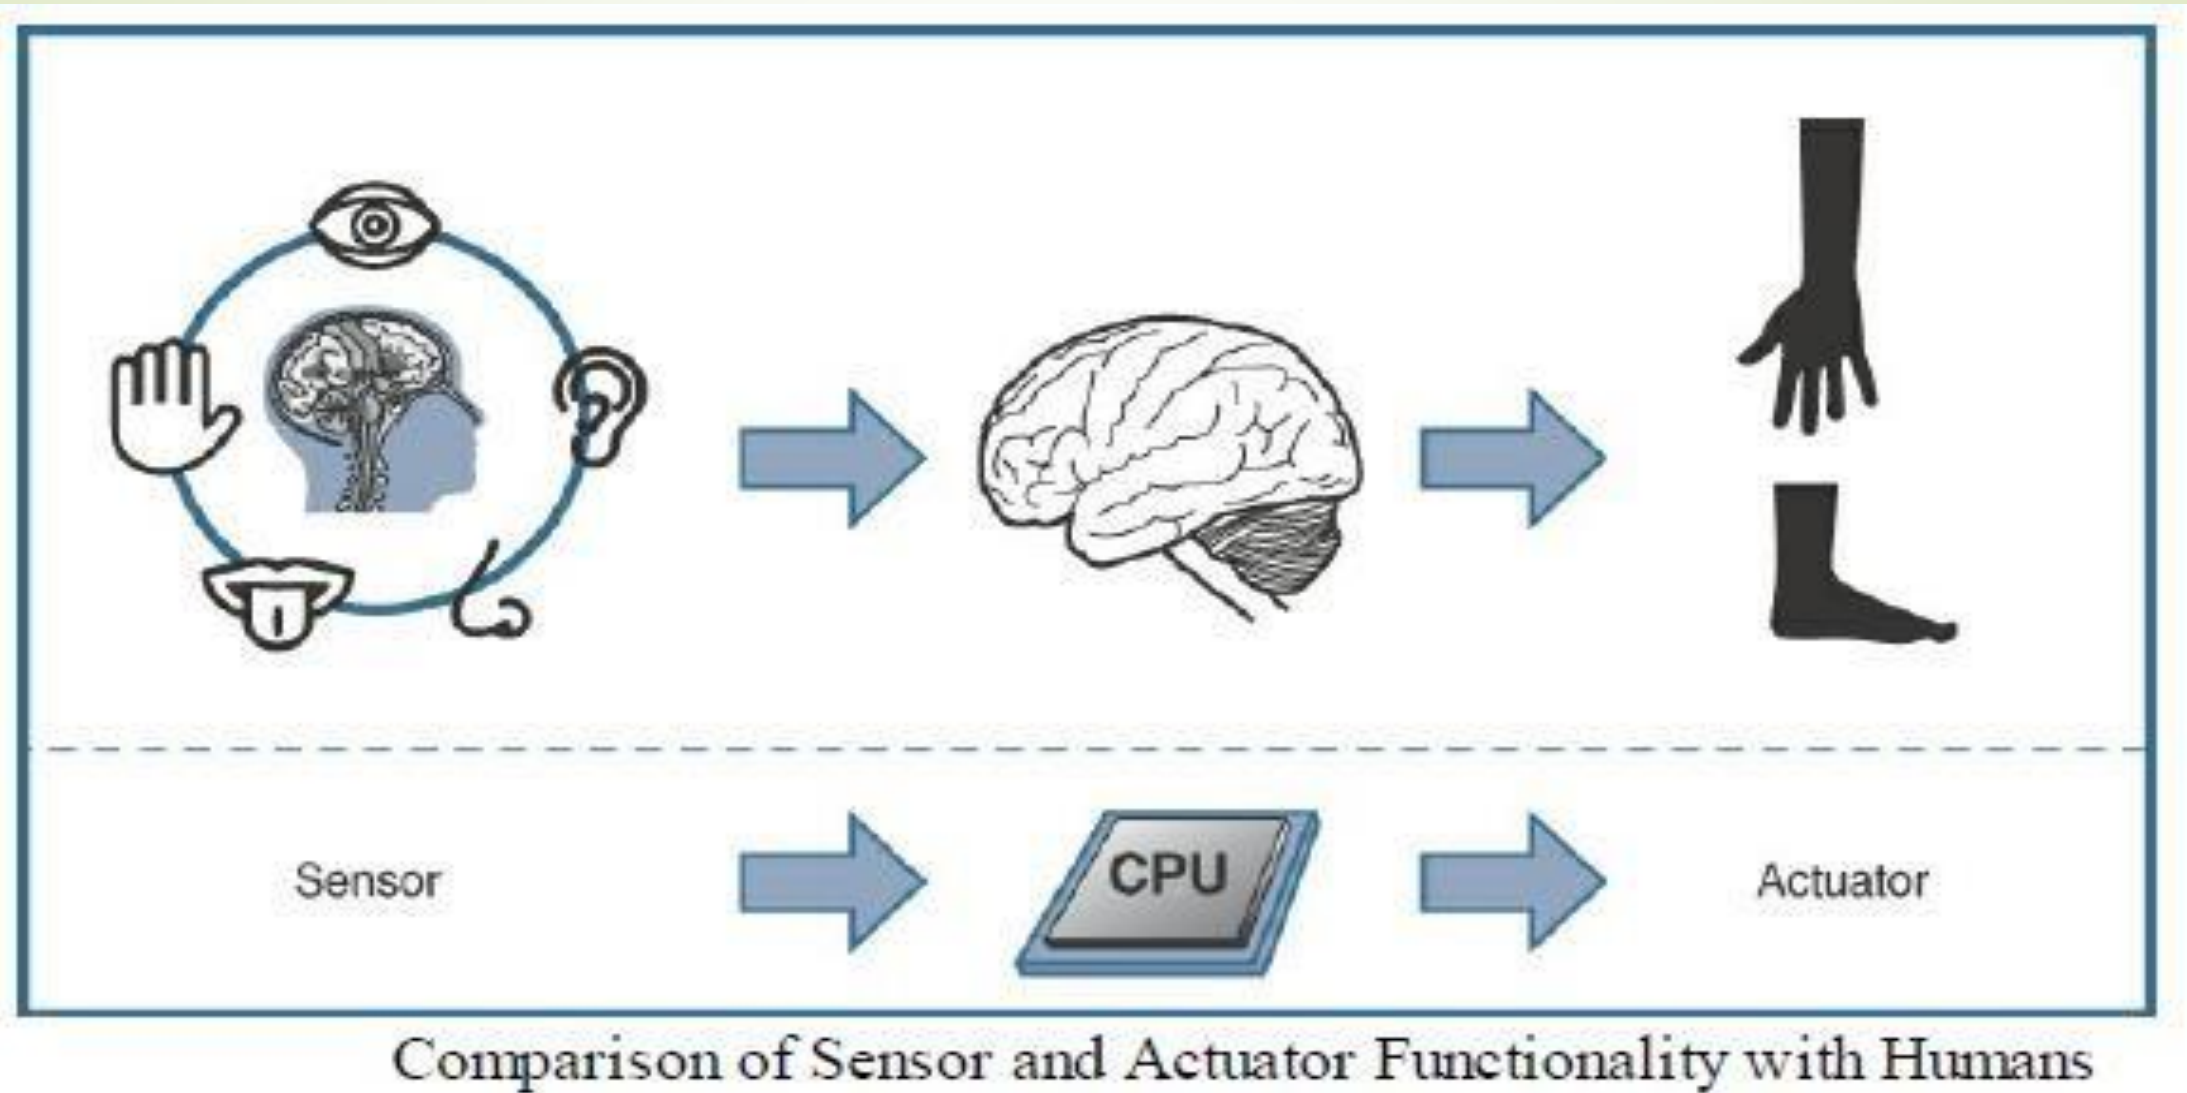 Sensor
CPU
Actuator
Comparison of Sensor and Actuator Functionality with Humans